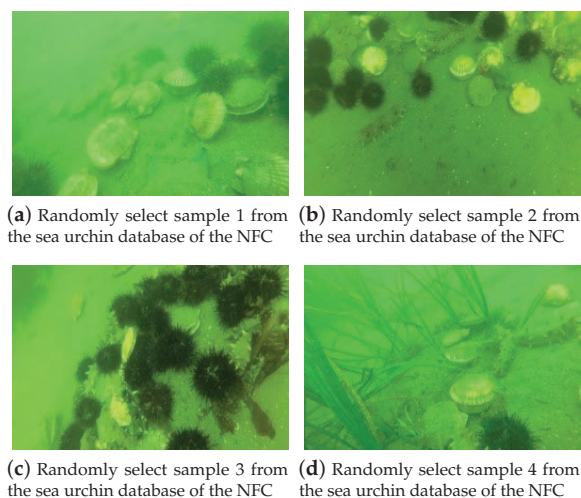 (a) Randomly select sample 1 from
the sea urchin database of the NFC
(b) Randomly select sample 2 from
the sea urchin database of the NFC
(c) Randomly select sample 3 from
the sea urchin database of the NFC
(d) Randomly select sample 4 from
the sea urchin database of the NFC